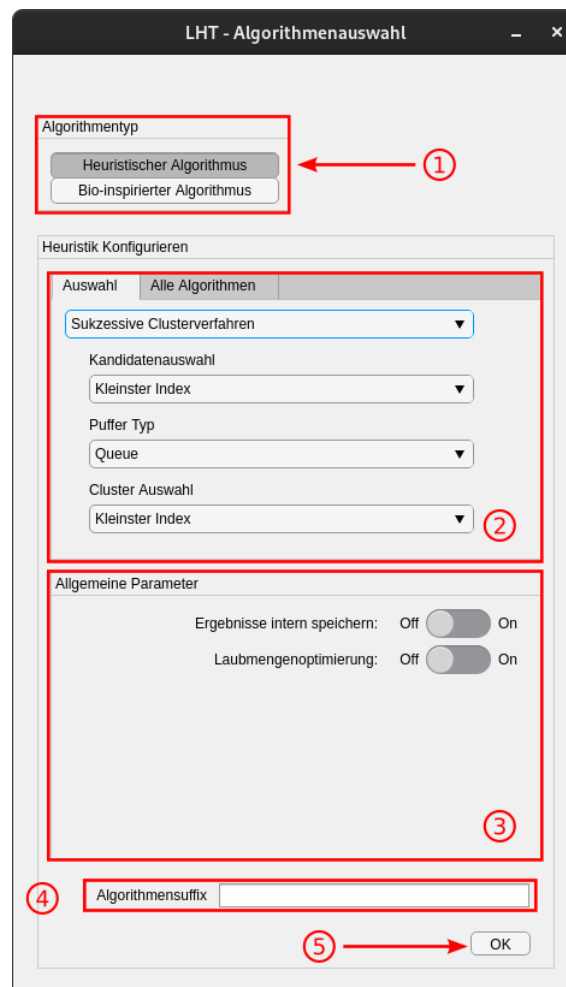 LHT - Algorithmenauswahl
Algorithmentyp
Heuristischer Algorithmus
Bio-inspirierter Algorithmus
1
Heuristik Konfigurieren
Auswahl Alle Algorithmen
Sukzessive Clusterverfahren
Kandidatenauswahl
Kleinster Index
Puffer Typ
Queue
Cluster Auswahl
Kleinster Index
2
Allgemeine Parameter
Ergebnisse intern speichern: Off On
Laubmengenoptimierung: Off On
3
4 Algorithmensuffix
5 OK